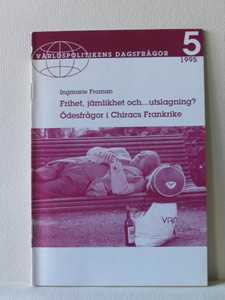 VÄRLDSPOLITIKENS DAGSFRÅGOR
5
1995
Ingmarie Froman
Frihet, jämlikhet och...utslagning?
Ödesfrågor i Chiracs Frankrike